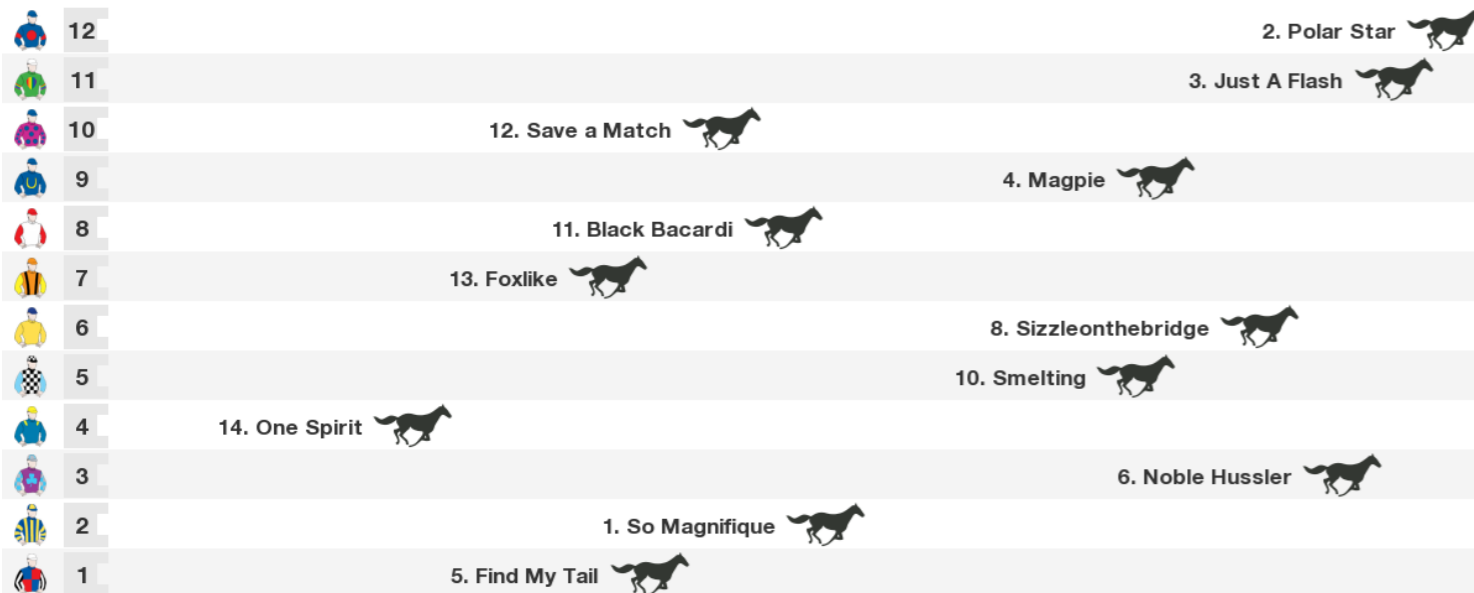 12 2. Polar Star
11 3. Just A Flash
10 12. Save a Match
9 4. Magpie
8 11. Black Bacardi
7 13. Foxlike
6 8. Sizzleonthebridge
5 10. Smelting
4 14. One Spirit
3 6. Noble Hussler
2 1. So Magnifique
1 5. Find My Tail